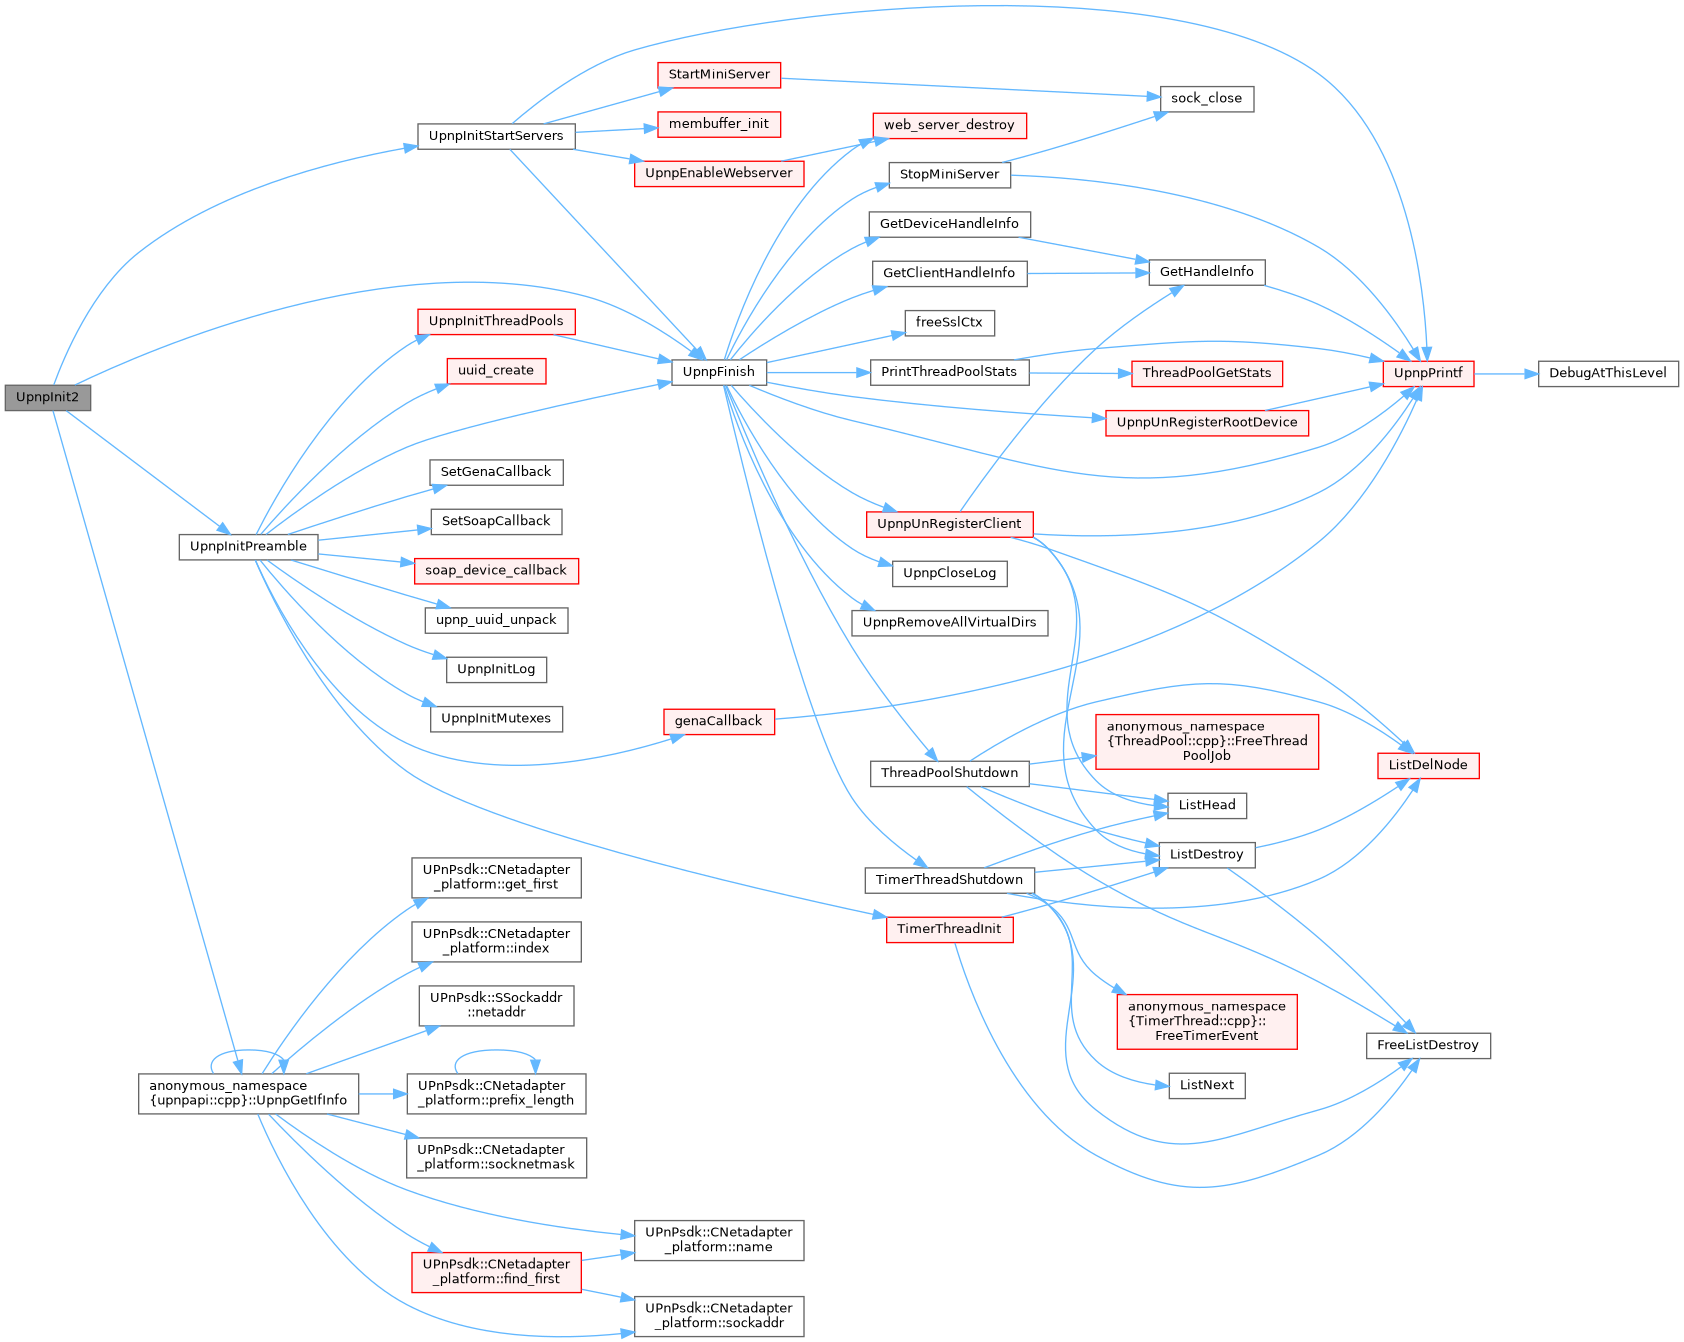 UpnpInit2
UpnpInitStartServers
StartMiniServer
membuffer_init
UpnpEnableWebserver
web_server_destroy
sock_close
StopMiniServer
GetDeviceHandleInfo
GetClientHandleInfo
GetHandleInfo
freeSslCtx
UpnpInitThreadPools
uuid_create
UpnpFinish
PrintThreadPoolStats
ThreadPoolGetStats
UpnpPrintf
DebugAtThisLevel
UpnpUnRegisterRootDevice
SetGenaCallback
SetSoapCallback
UpnpInitPreamble
soap_device_callback
upnp_uuid_unpack
UpnpInitLog
UpnpInitMutexes
UpnpUnRegisterClient
UpnpCloseLog
UpnpRemoveAllVirtualDirs
genaCallback
ThreadPoolShutdown
anonymous_namespace
{ThreadPool::cpp}::FreeThread
PoolJob
ListDelNode
ListHead
ListDestroy
TimerThreadShutdown
TimerThreadInit
anonymous_namespace
{TimerThread::cpp}::
FreeTimerEvent
FreeListDestroy
ListNext
UPnPsdk::CNetadapter
_platform::get_first
UPnPsdk::CNetadapter
_platform::index
UPnPsdk::SSockaddr
::netaddr
anonymous_namespace
{upnpapi::cpp}::UpnpGetIfInfo
UPnPsdk::CNetadapter
_platform::prefix_length
UPnPsdk::CNetadapter
_platform::socknetmask
UPnPsdk::CNetadapter
_platform::name
UPnPsdk::CNetadapter
_platform::find_first
UPnPsdk::CNetadapter
_platform::sockaddr